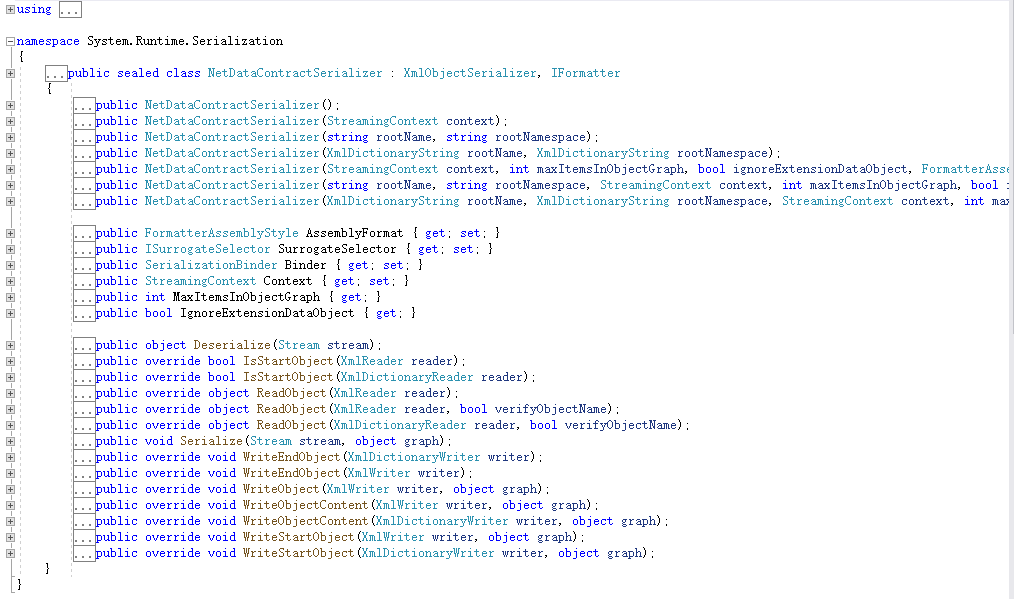 using ...
namespace System.Runtime.Serialization
{
...public sealed class NetDataContractSerializer : XmlObjectSerializer, IFormatter
{
...public NetDataContractSerializer();
...public NetDataContractSerializer(StreamingContext context);
...public NetDataContractSerializer(string rootName, string rootNamespace);
...public NetDataContractSerializer(XmlDictionaryString rootName, XmlDictionaryString rootNamespace);
...public NetDataContractSerializer(StreamingContext context, int maxItemsInObjectGraph, bool ignoreExtensionDataObject, FormatterAsse
...public NetDataContractSerializer(string rootName, string rootNamespace, StreamingContext context, int maxItemsInObjectGraph, bool
...public NetDataContractSerializer(XmlDictionaryString rootName, XmlDictionaryString rootNamespace, StreamingContext context, int max
...public FormatterAssemblyStyle AssemblyFormat { get; set; }
...public ISurrogateSelector SurrogateSelector { get; set; }
...public SerializationBinder Binder { get; set; }
...public StreamingContext Context { get; set; }
...public int MaxItemsInObjectGraph { get; }
...public bool IgnoreExtensionDataObject { get; }
...public object Deserialize(Stream stream);
...public override bool IsStartObject(XmlReader reader);
...public override bool IsStartObject(XmlDictionaryReader reader);
...public override object ReadObject(XmlReader reader);
...public override object ReadObject(XmlReader reader, bool verifyObjectName);
...public override object ReadObject(XmlDictionaryReader reader, bool verifyObjectName);
...public void Serialize(Stream stream, object graph);
...public override void WriteEndObject(XmlDictionaryWriter writer);
...public override void WriteEndObject(XmlWriter writer);
...public override void WriteObject(XmlWriter writer, object graph);
...public override void WriteObjectContent(XmlWriter writer, object graph);
...public override void WriteObjectContent(XmlDictionaryWriter writer, object graph);
...public override void WriteStartObject(XmlWriter writer, object graph);
...public override void WriteStartObject(XmlDictionaryWriter writer, object graph);
}
}